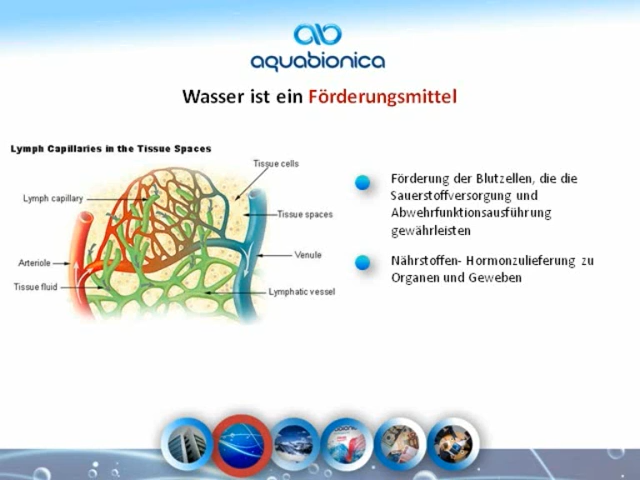 aquabionica
Wasser ist ein Förderungsmittel
Lymph Capillaries in the Tissue Spaces
Tissue cells
Lymph capillary
Tissue spaces
Venule
Arteriole
Tissue fluid
Lymphatic vessel
Förderung der Blutzellen, die die
Sauerstoffversorgung und
Abwehrfunktionsausführung
gewährleisten
Nährstoffen- Hormonzulieferung zu
Organen und Geweben